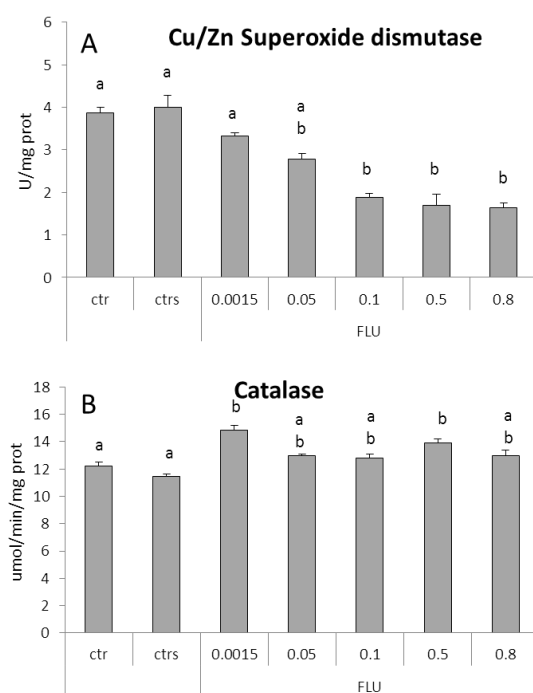 A
Cu/Zn Superoxide dismutase
6
5
4
3
2
1
0
U/mg prot
a
a
a
a
b
b
b
b
ctr ctrs 0.0015 0.05 0.1 0.5 0.8
FLU
B
Catalase
18
16
14
12
10
8
6
4
2
0
umol/min/mg prot
a
a
b
a
b
a
b
b
a
b
ctr ctrs 0.0015 0.05 0.1 0.5 0.8
FLU